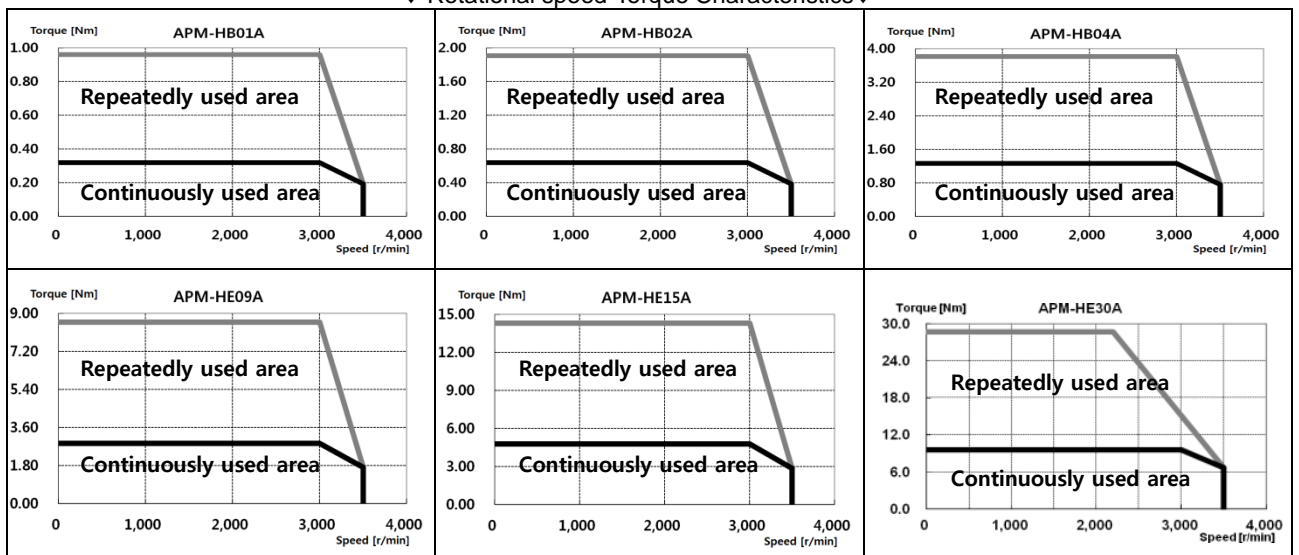 ▼ Rotational speed-Torque Characteristics▼
Torque [Nm] APM-HB01A
1.00
0.80
0.60
0.40
0.20
0.00
Repeatedly used area
Continuously used area
0 1,000 2,000 3,000 4,000
Speed [r/min]
Torque [Nm] APM-HB02A
2.00
1.60
1.20
0.80
0.40
0.00
Repeatedly used area
Continuously used area
0 1,000 2,000 3,000 4,000
Speed [r/min]
Torque [Nm] APM-HB04A
4.00
3.20
2.40
1.60
0.80
0.00
Repeatedly used area
Continuously used area
0 1,000 2,000 3,000 4,000
Speed [r/min]
Torque [Nm] APM-HE09A
9.00
7.20
5.40
3.60
1.80
0.00
Repeatedly used area
Continuously used area
0 1,000 2,000 3,000 4,000
Speed [r/min]
Torque [Nm] APM-HE15A
15.00
12.00
9.00
6.00
3.00
0.00
Repeatedly used area
Continuously used area
0 1,000 2,000 3,000 4,000
Speed [r/min]
Torque [Nm] APM-HE30A
30.0
24.0
18.0
12.0
6.0
0.0
Repeatedly used area
Continuously used area
0 1,000 2,000 3,000 4,000
Speed [r/min]